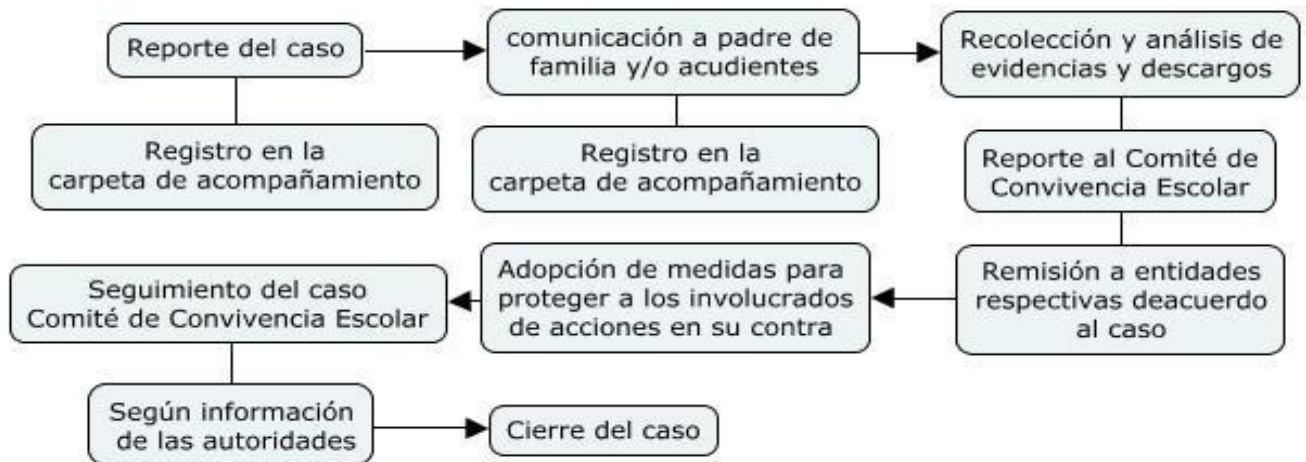 Reporte del caso
comunicación a padre de
familia y/o acudientes
Recolección y análisis de
evidencias y descargos
Registro en la
carpeta de acompañamiento
Registro en la
carpeta de acompañamiento
Reporte al Comité de
Convivencia Escolar
Remisión a entidades
respectivas deacuerdo
al caso
Adopción de medidas para
proteger a los involucrados
de acciones en su contra
Seguimiento del caso
Comité de Convivencia Escolar
Según información
de las autoridades
Cierre del caso